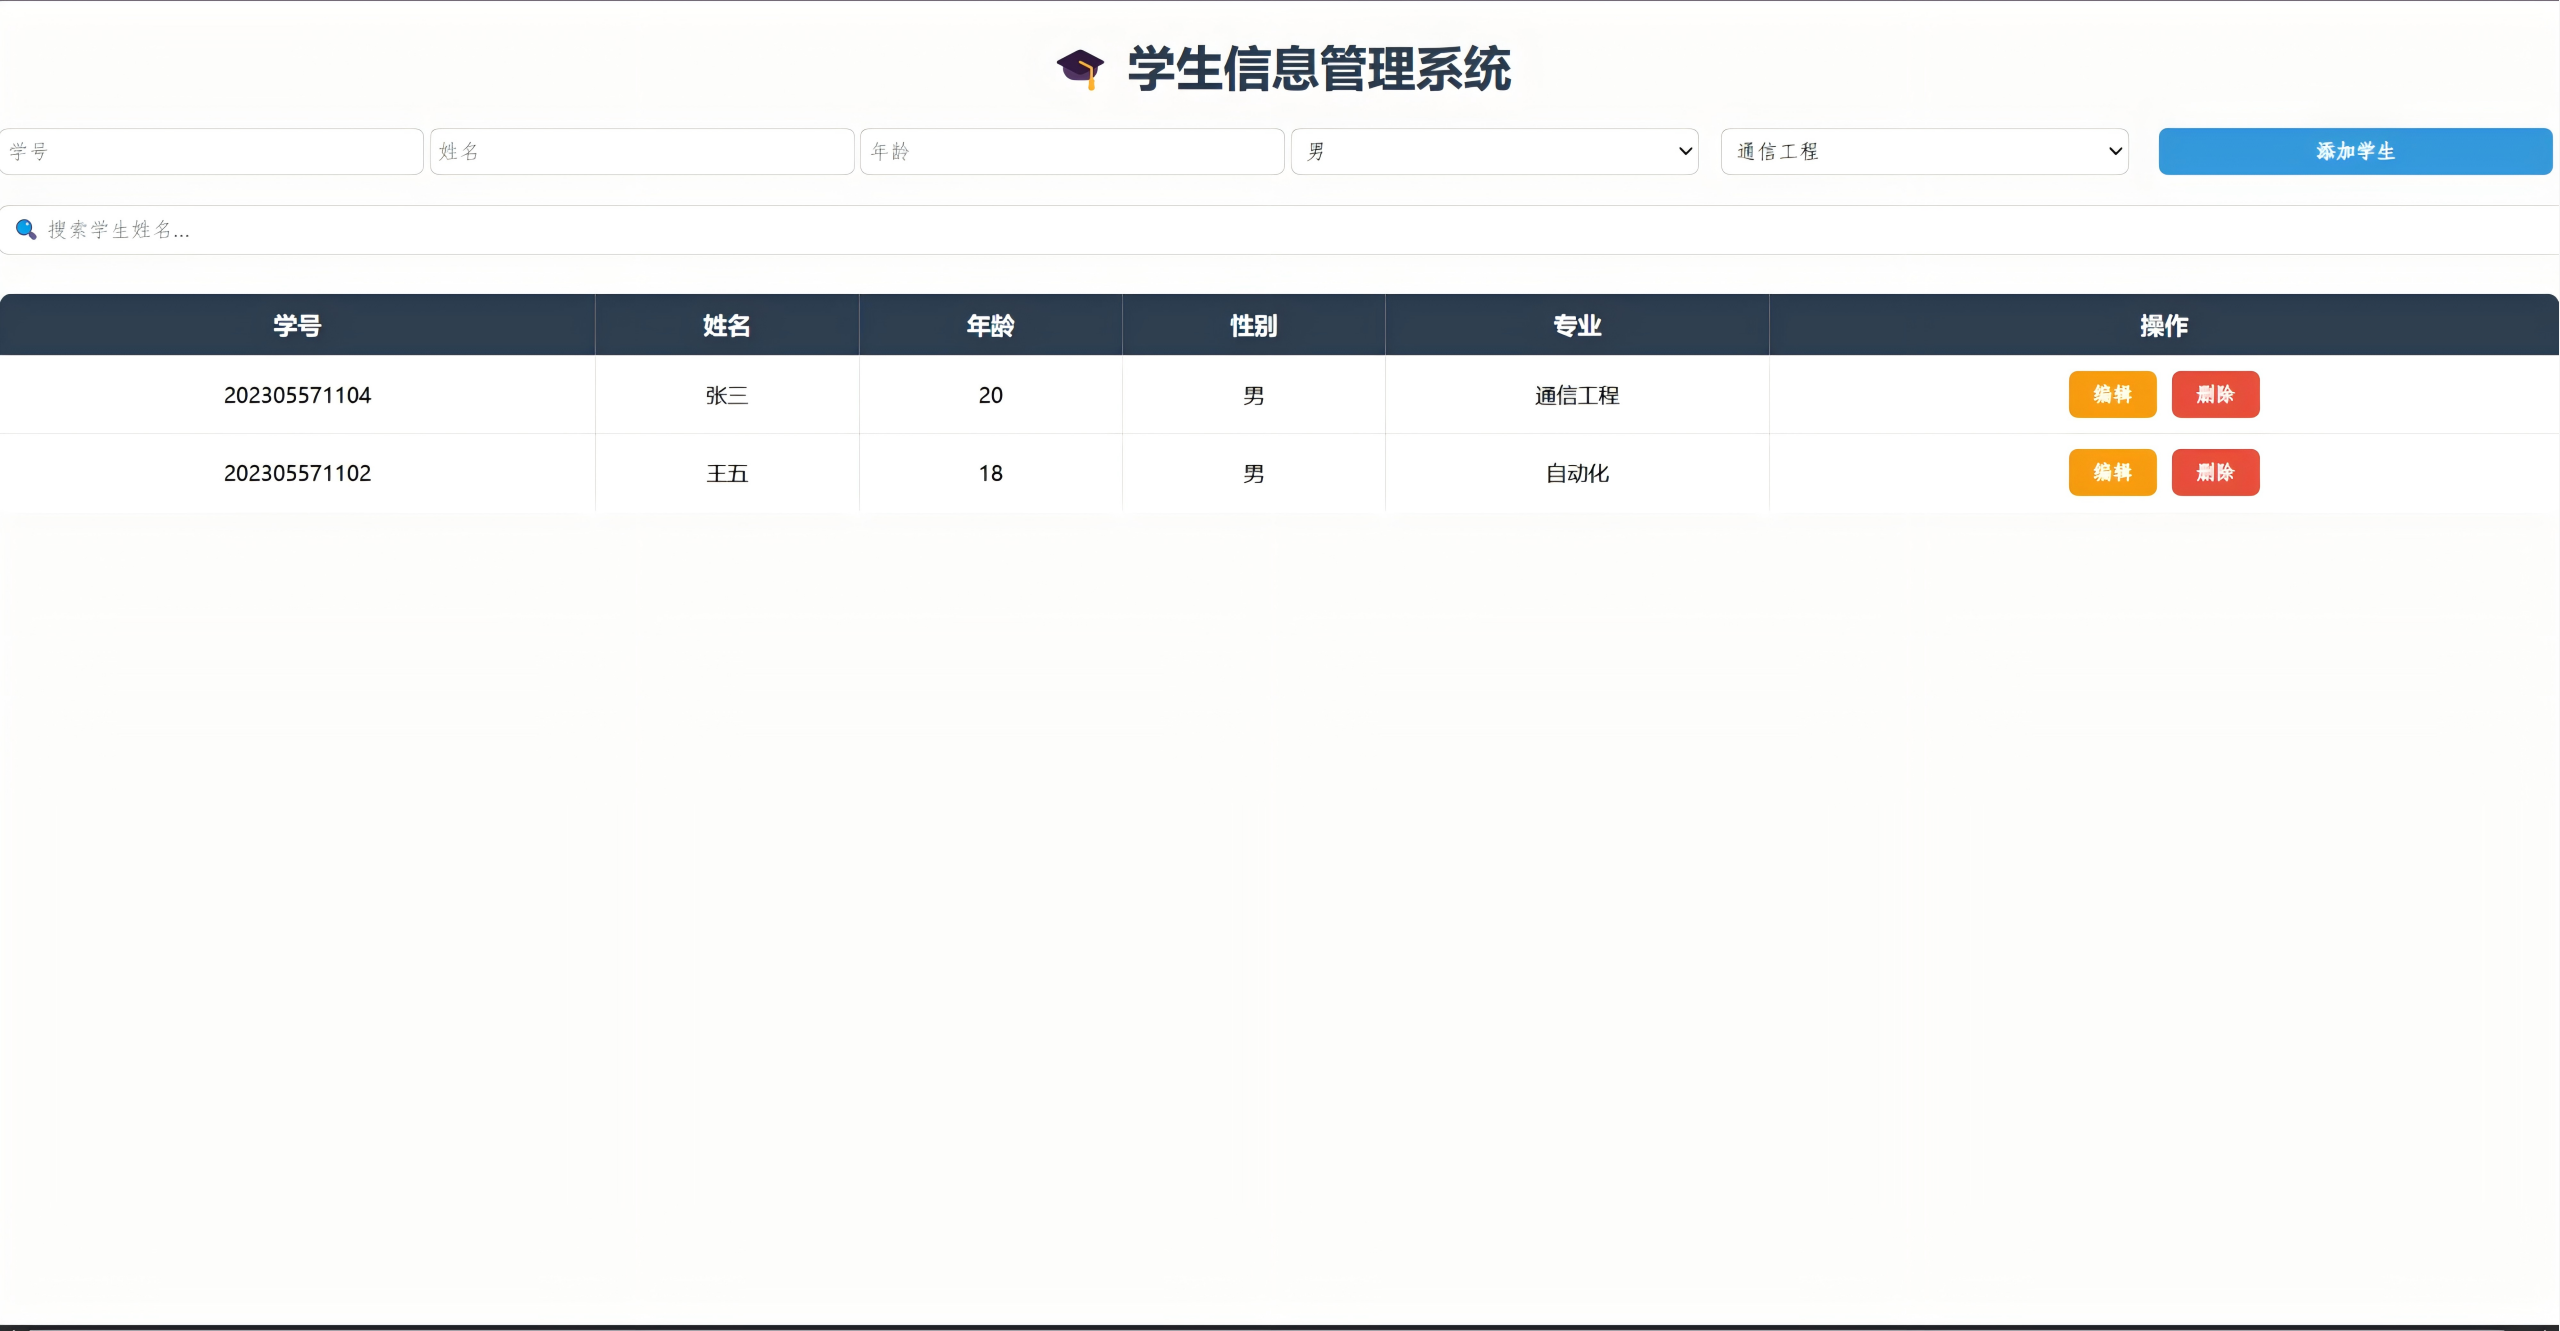 🎓 学生信息管理系统
学号 姓名 年龄 男 通信工程 添加学生
🔍 搜索学生姓名...
学号 姓名 年龄 性别 专业 操作
202305571104 张三 20 男 通信工程 编辑 删除
202305571102 王五 18 男 自动化 编辑 删除